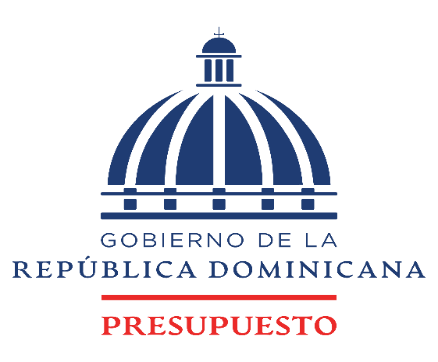 GOBIERNO DE LA
REPÚBLICA DOMINICANA
PRESUPUESTO